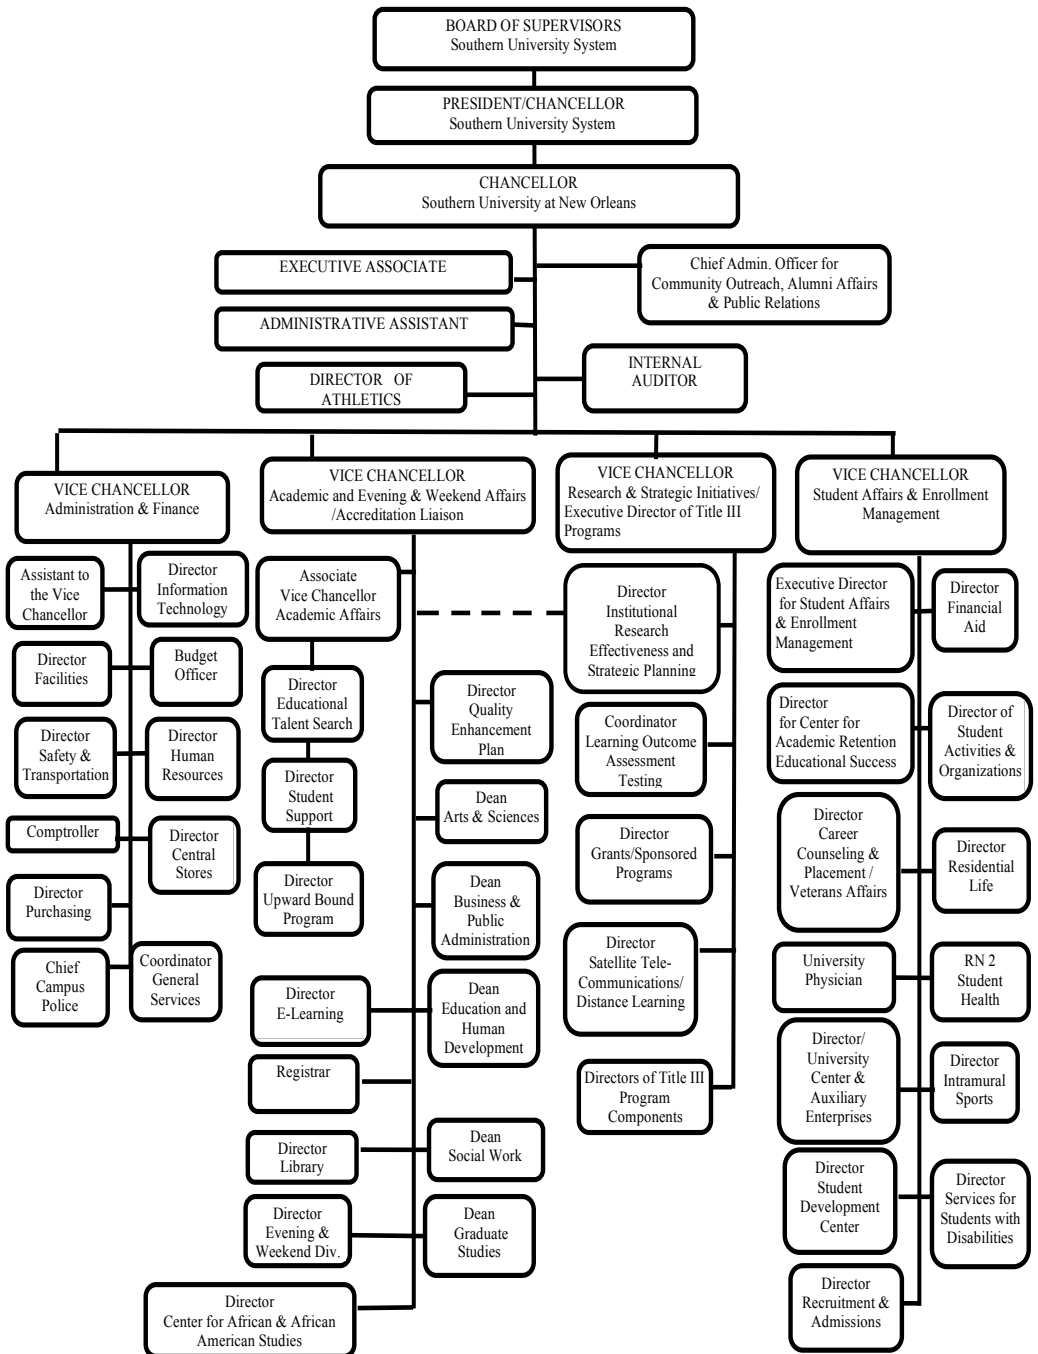 BOARD OF SUPERVISORS
Southern University System
PRESIDENT/CHANCELLOR
Southern University System
CHANCELLOR
Southern University at New Orleans
EXECUTIVE ASSOCIATE
Chief Admin. Officer for
Community Outreach, Alumni Affairs
& Public Relations
ADMINISTRATIVE ASSISTANT
DIRECTOR OF
ATHLETICS
INTERNAL
AUDITOR
VICE CHANCELLOR
Administration & Finance
Assistant to
the Vice
Chancellor
Director
Information
Technology
Director
Facilities
Budget
Officer
Director
Safety &
Transportation
Director
Human
Resources
Comptroller
Director
Central
Stores
Director
Purchasing
Chief
Campus
Police
Coordinator
General
Services
VICE CHANCELLOR
Academic and Evening & Weekend Affairs
/Accreditation Liaison
Associate
Vice Chancellor
Academic Affairs
Director
Educational
Talent Search
Director
Student
Support
Director
Upward Bound
Program
Director
Quality
Enhancement
Plan
Dean
Arts & Sciences
Dean
Business &
Public
Administration
Director
E-Learning
Dean
Education and
Human
Development
Registrar
Director
Library
Dean
Social Work
Director
Evening &
Weekend Div.
Dean
Graduate
Studies
Director
Center for African & African
American Studies
VICE CHANCELLOR
Research & Strategic Initiatives/
Executive Director of Title III
Programs
Director
Institutional
Research
Effectiveness and
Strategic Planning
Coordinator
Learning Outcome
Assessment
Testing
Director
Grants/Sponsored
Programs
Director
Satellite Tele-
Communications/
Distance Learning
Directors of Title III
Program
Components
VICE CHANCELLOR
Student Affairs & Enrollment
Management
Executive Director
for Student Affairs
& Enrollment
Management
Director
Financial
Aid
Director
for Center for
Academic Retention
Educational Success
Director of
Student
Activities &
Organizations
Director
Career
Counseling &
Placement /
Veterans Affairs
Director
Residential
Life
University
Physician
RN 2
Student
Health
Director/
University
Center &
Auxiliary
Enterprises
Director
Intramural
Sports
Director
Student
Development
Center
Director
Services for
Students with
Disabilities
Director
Recruitment &
Admissions